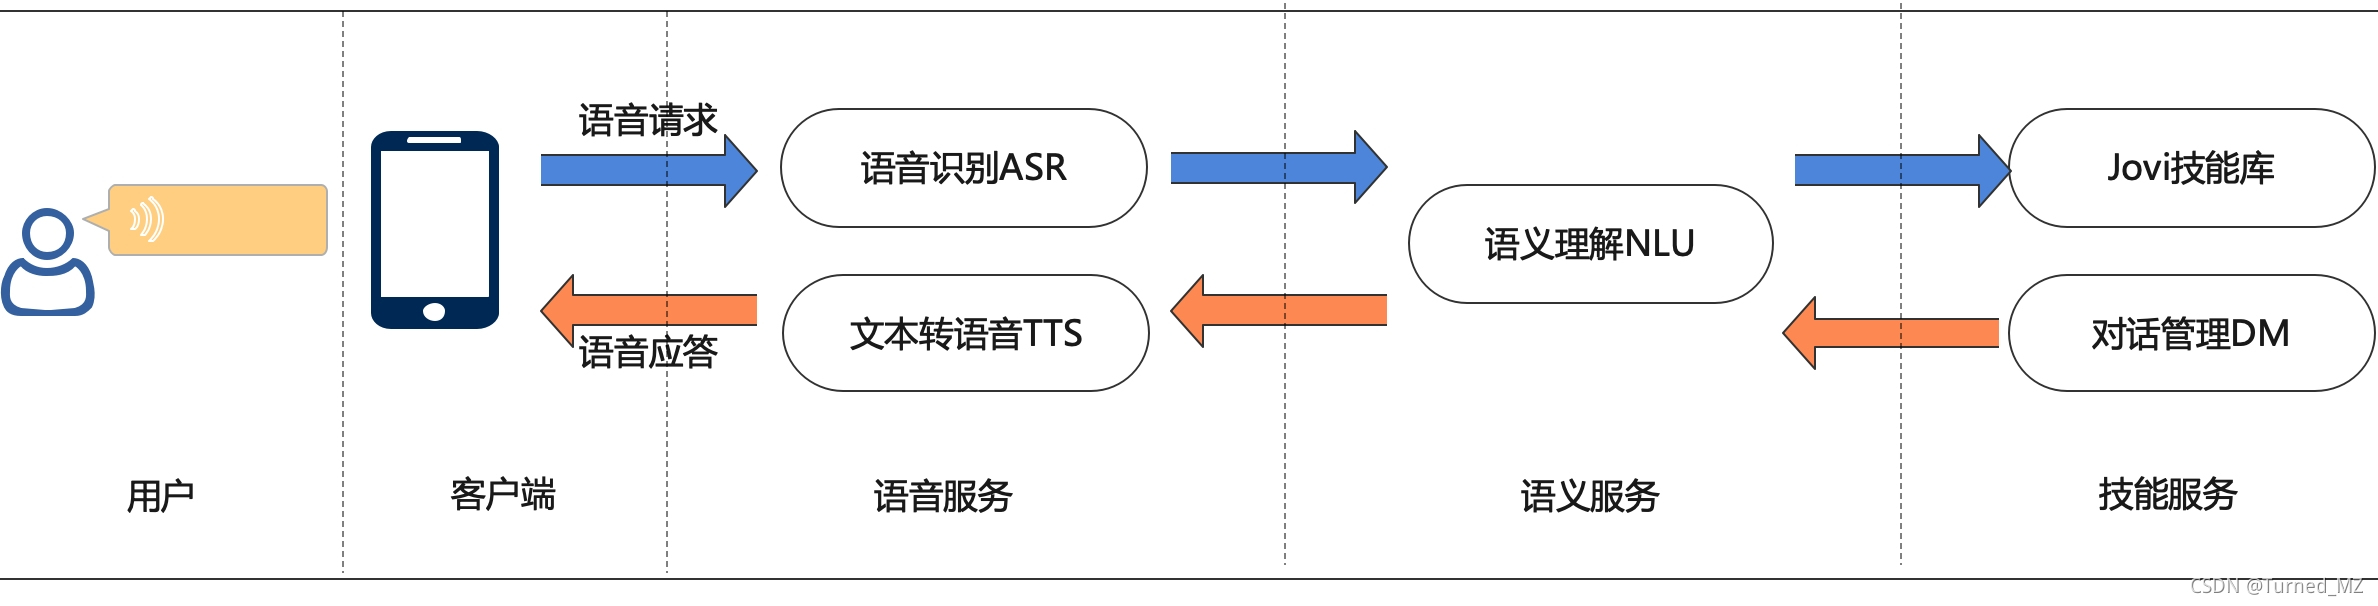 语音请求
语音识别ASR
Jovi技能库
语义理解NLU
文本转语音TTS
对话管理DM
语音应答
用户
客户端
语音服务
语义服务
技能服务
CSDN @Turned_MZ